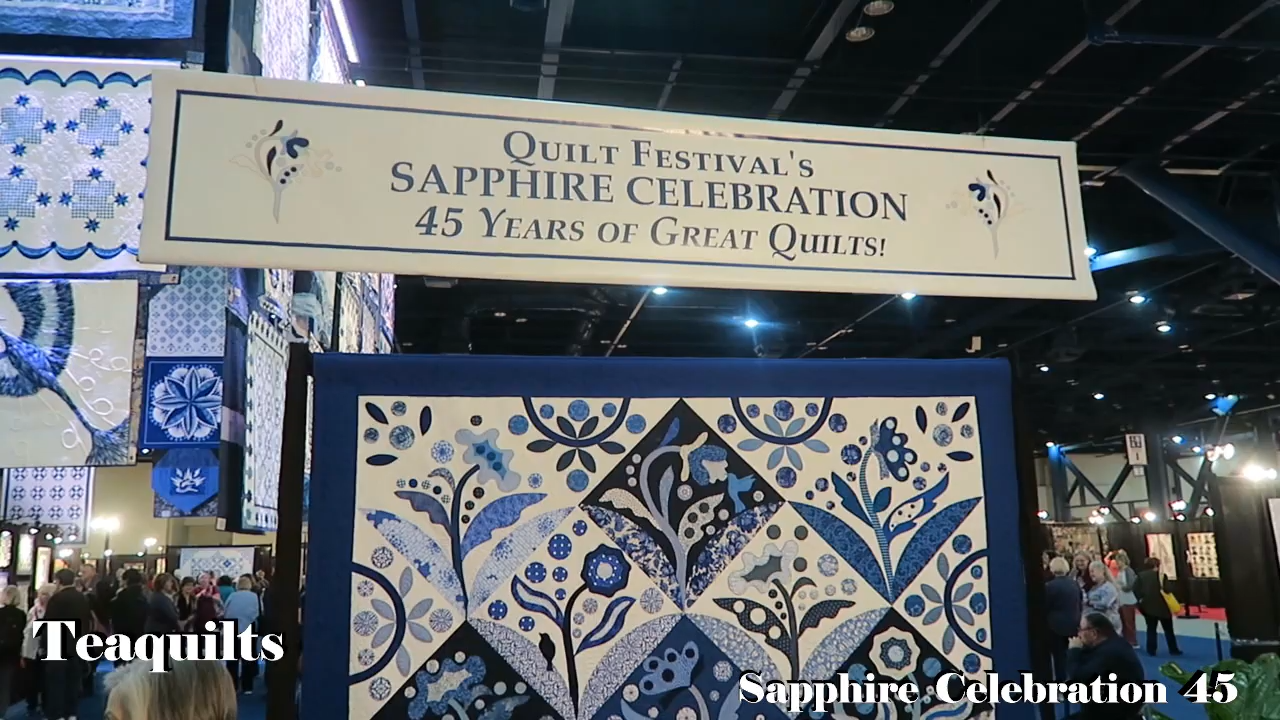 Quilt Festival's
SAPPHIRE CELEBRATION
45 Years of Great Quilts!
Teaquilts
Sapphire Celebration 45